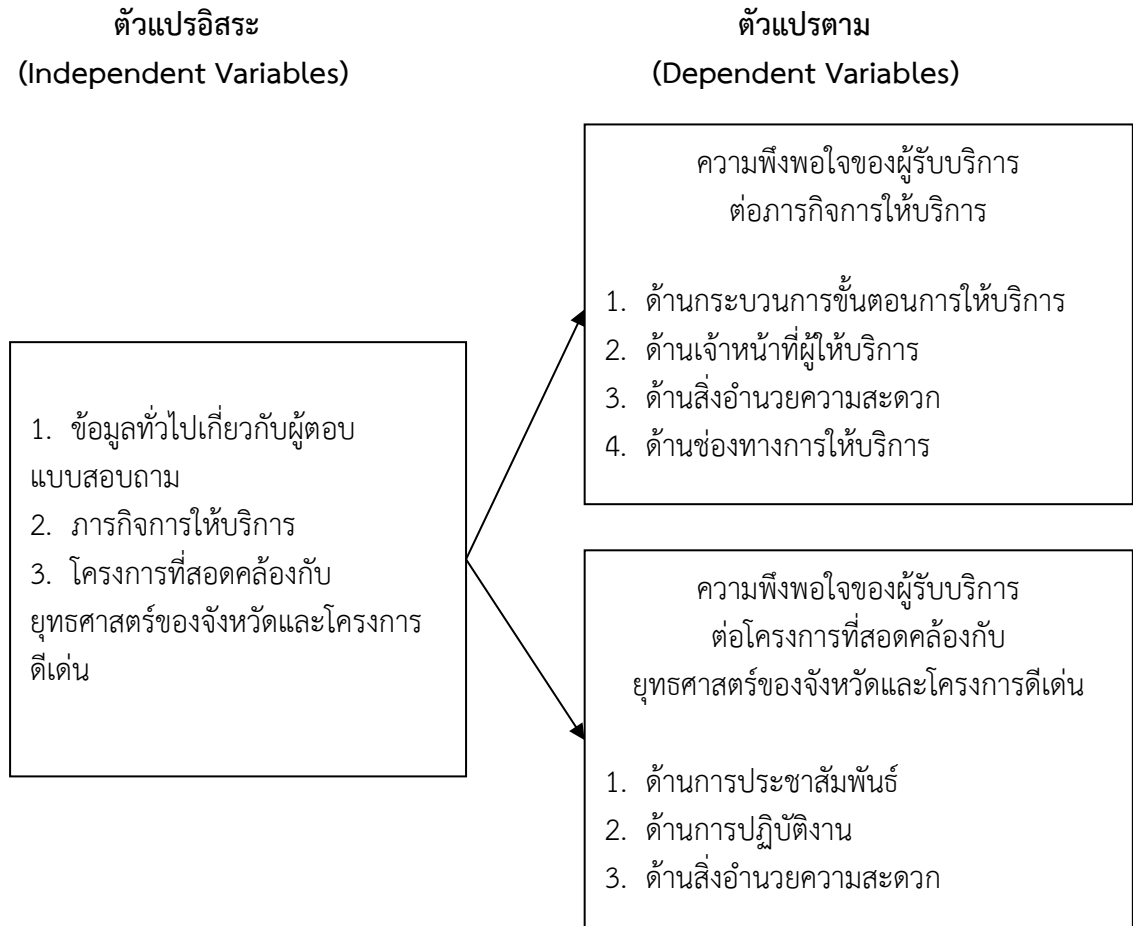 ตัวแปรอิสระ
(Independent Variables)
ตัวแปรตาม
(Dependent Variables)
1. ข้อมูลทั่วไปเกี่ยวกับผู้ตอบ
แบบสอบถาม
2. ภารกิจการให้บริการ
3. โครงการที่สอดคล้องกับ
ยุทธศาสตร์ของจังหวัดและโครงการ
ดีเด่น
ความพึงพอใจของผู้รับบริการ
ต่อภารกิจการให้บริการ
1. ด้านกระบวนการขั้นตอนการให้บริการ
2. ด้านเจ้าหน้าที่ผู้ให้บริการ
3. ด้านสิ่งอำนวยความสะดวก
4. ด้านช่องทางการให้บริการ
ความพึงพอใจของผู้รับบริการ
ต่อโครงการที่สอดคล้องกับ
ยุทธศาสตร์ของจังหวัดและโครงการดีเด่น
1. ด้านการประชาสัมพันธ์
2. ด้านการปฏิบัติงาน
3. ด้านสิ่งอำนวยความสะดวก